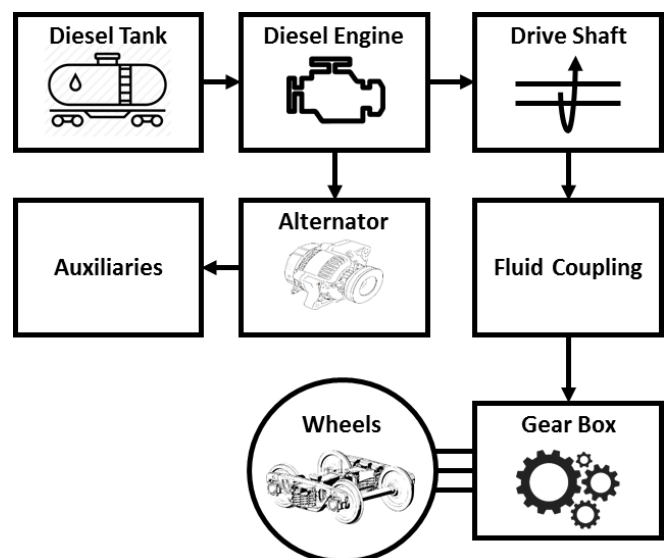 Diesel Tank
Diesel Engine
Drive Shaft
Auxiliaries
Alternator
Fluid Coupling
Wheels
Gear Box